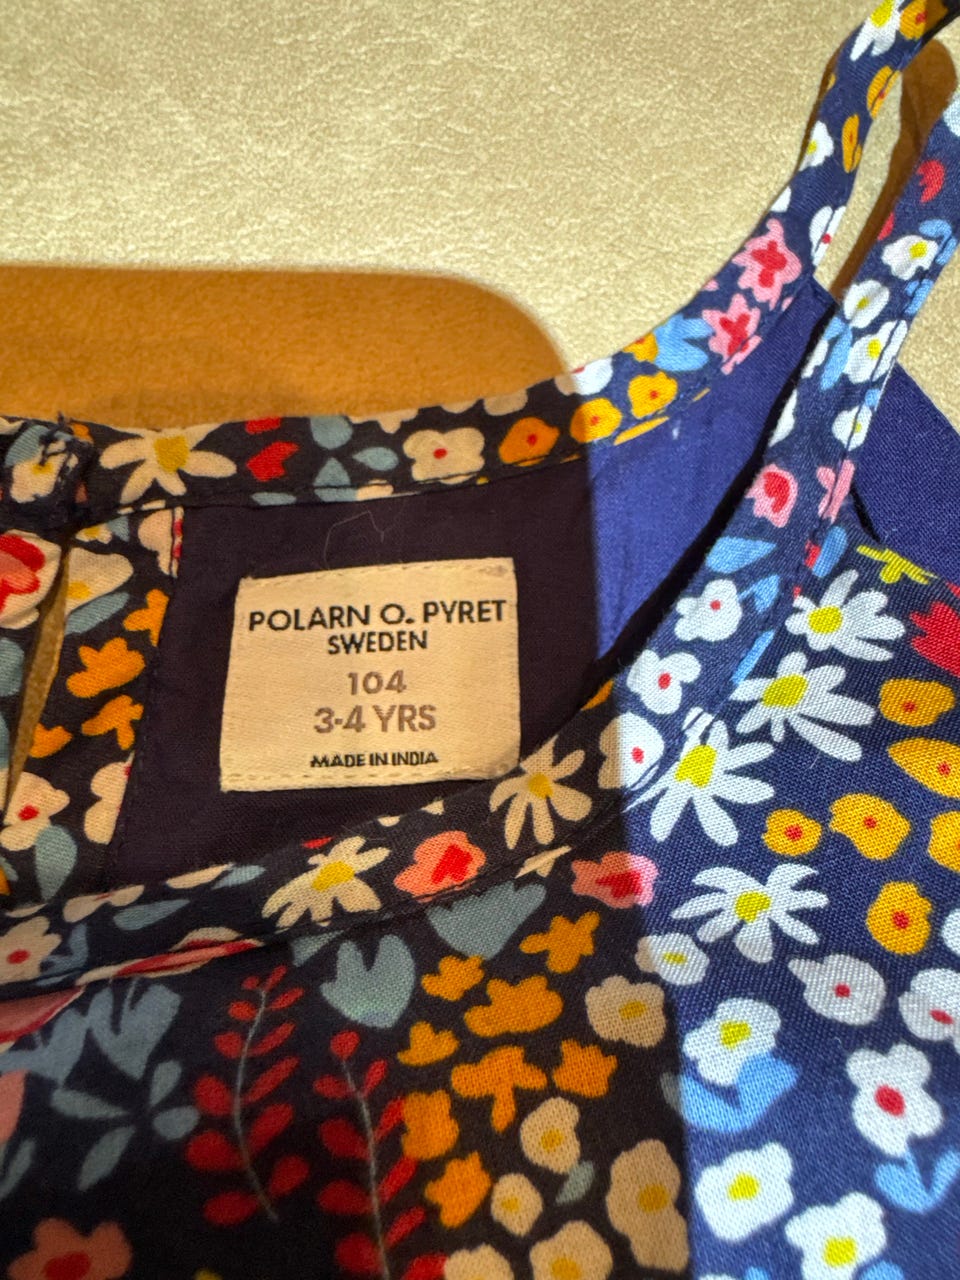 POLARN O. PYRET
SWEDEN
104
3-4 YRS
MADE IN INDIA